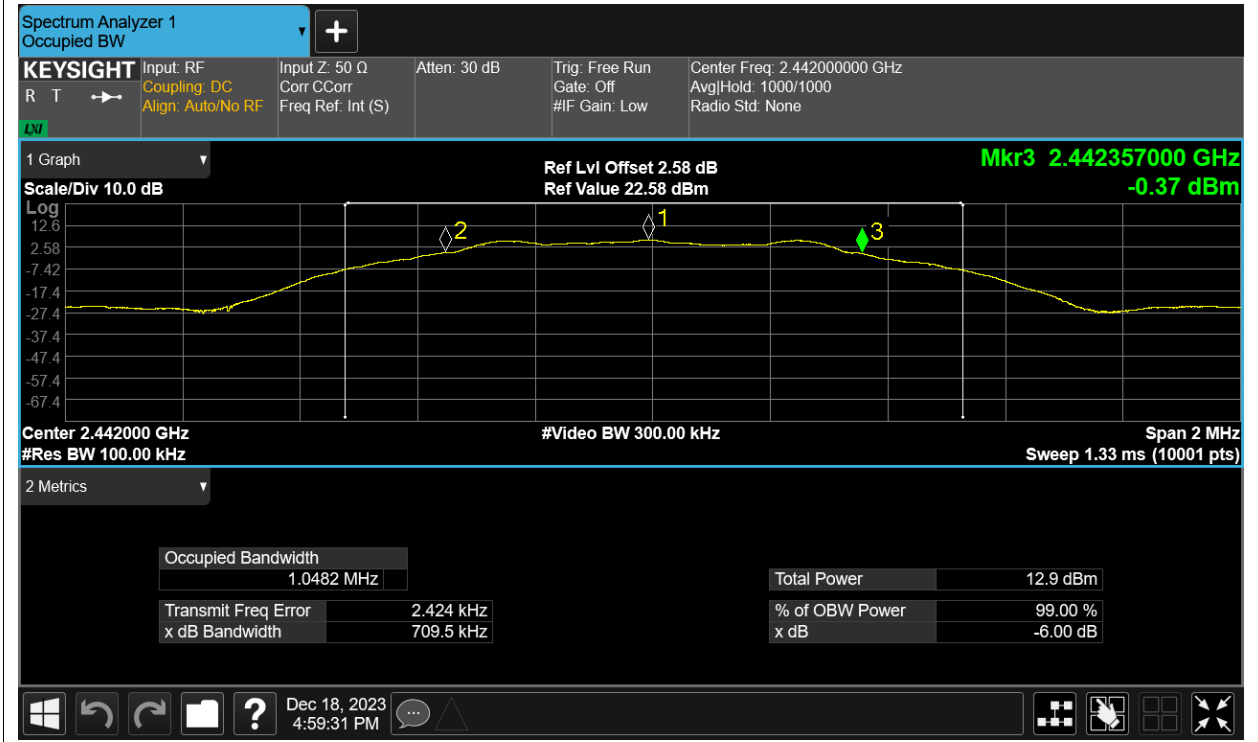 Spectrum Analyzer 1
Occupied BW
KEYSIGHT
R T
LXI
Input: RF
Coupling: DC
Align: Auto/No RF
Input Z: 50 Ω
Corr CCorr
Freq Ref: Int (S)
Atten: 30 dB
Trig: Free Run
Gate: Off
#IF Gain: Low
Center Freq: 2.442000000 GHz
Avg|Hold: 1000/1000
Radio Std: None
1 Graph
Scale/Div 10.0 dB
Ref Lvl Offset 2.58 dB
Ref Value 22.58 dBm
Mkr3 2.442357000 GHz
-0.37 dBm
Log
12.6
2.58
-7.42
-17.4
-27.4
-37.4
-47.4
-57.4
-67.4
2
1
3
Center 2.442000 GHz
#Res BW 100.00 kHz
#Video BW 300.00 kHz
Span 2 MHz
Sweep 1.33 ms (10001 pts)
2 Metrics
Occupied Bandwidth
1.0482 MHz
Transmit Freq Error 2.424 kHz
x dB Bandwidth 709.5 kHz
Total Power 12.9 dBm
% of OBW Power 99.00 %
x dB -6.00 dB
?
Dec 18, 2023
4:59:31 PM